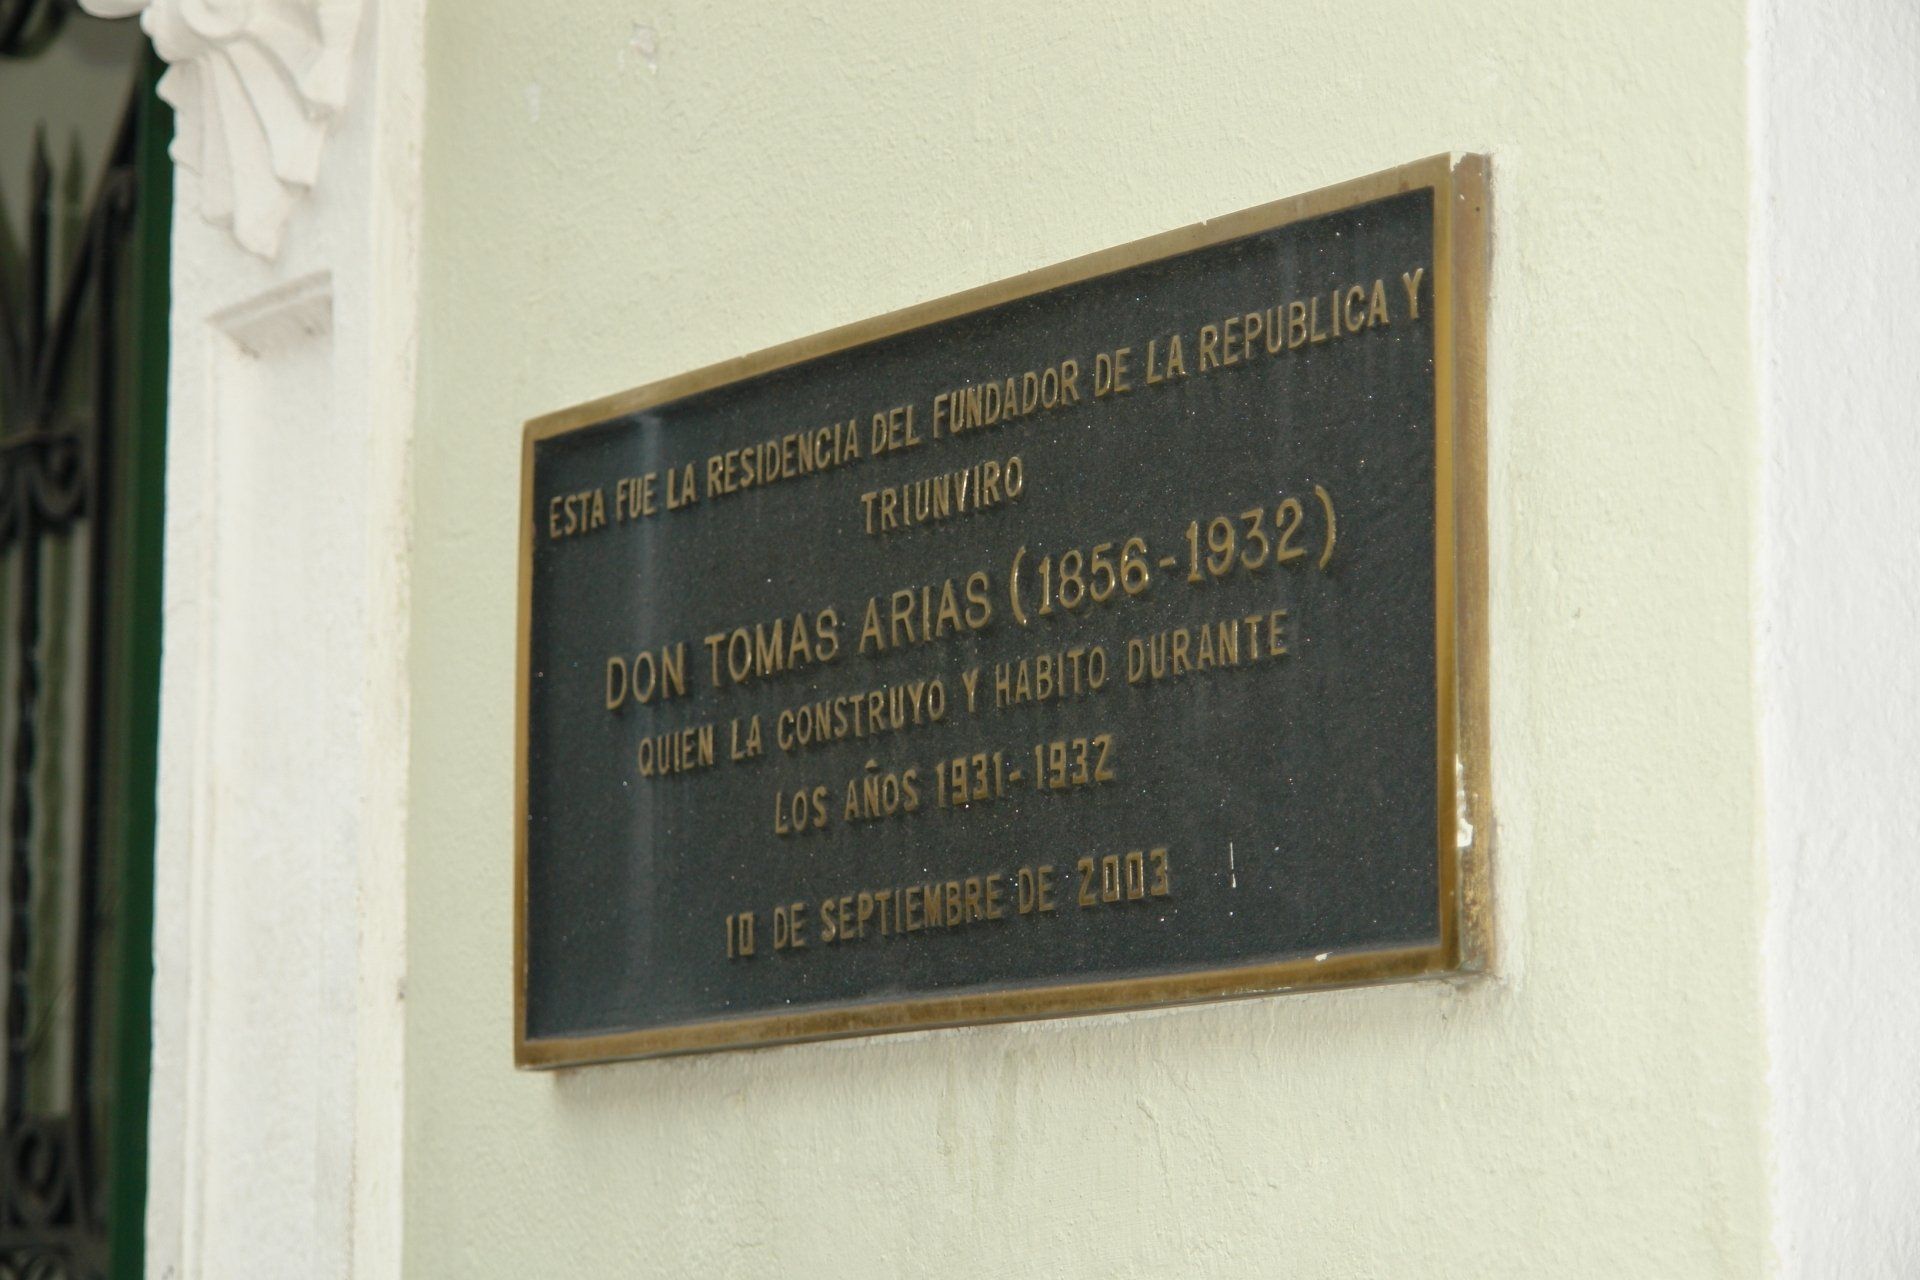 ESTA FUE LA RESIDENCIA DEL FUNDADOR DE LA REPUBLICA Y
TRIUNVIRO
DON TOMAS ARIAS (1856-1932)
QUIEN LA CONSTRUYO Y HABITO DURANTE
LOS AÑOS 1931-1932
10 DE SEPTIEMBRE DE 2003